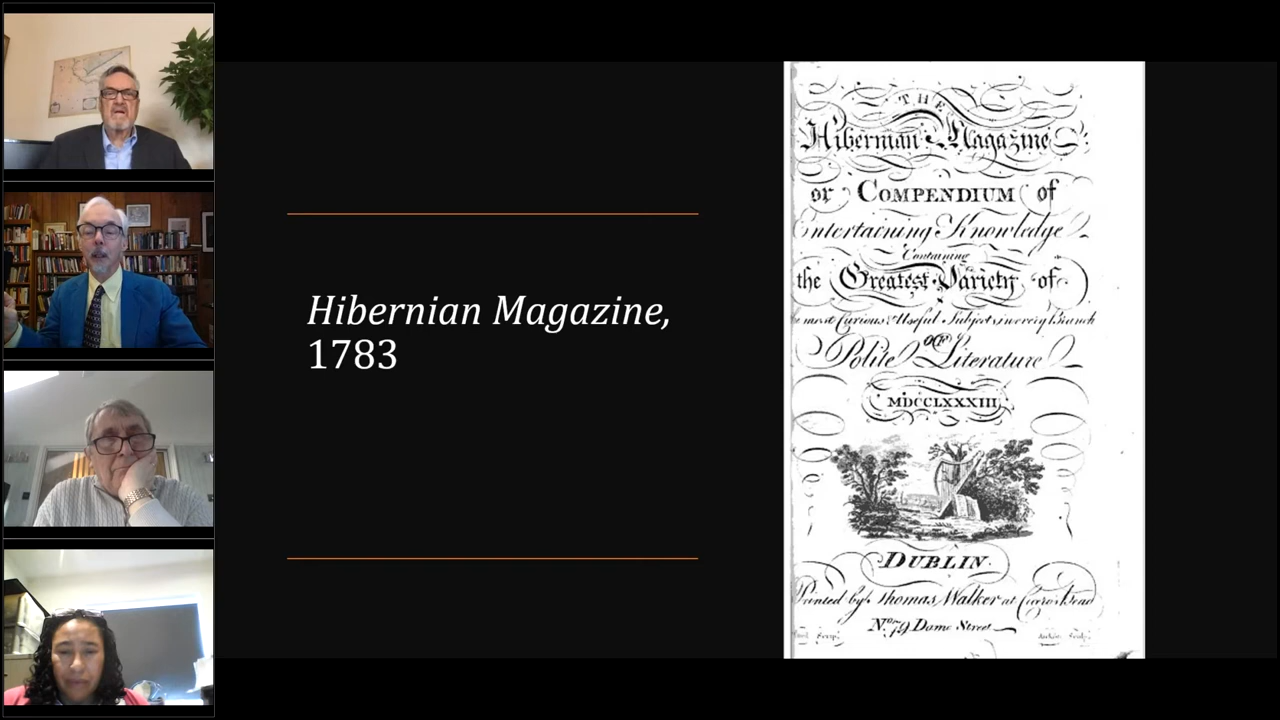 Hibernian Magazine,
1783
THE
Hibernian Magazine
or COMPENDIUM of
Entertaining Knowledge
Containing
the Greatest Variety of
most Curious & Useful Subjects in every Branch
OF
Polite Literature
MDCCLXXXIII
DUBLIN.
Printed by Thomas Walker at Cicero's Head
No. 79 Dame Street